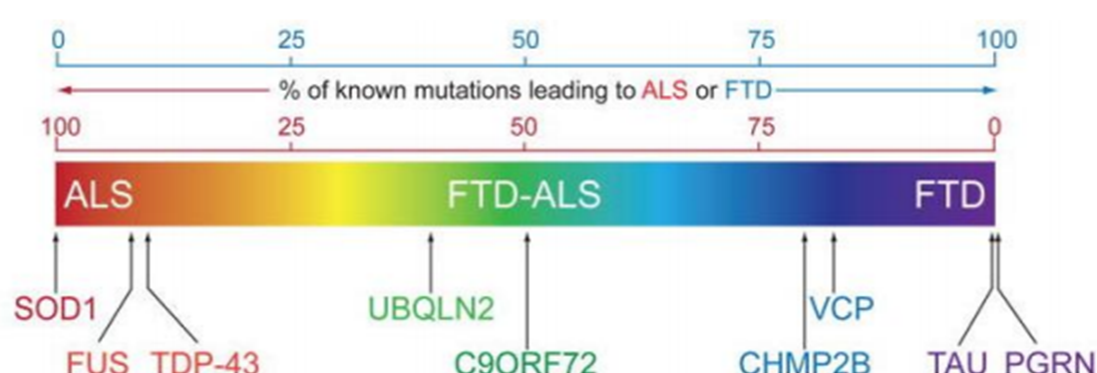 0 25 50 75 100
% of known mutations leading to ALS or FTD
100 25 50 75 0
ALS FTD-ALS FTD
SOD1 UBQLN2 VCP
FUS TDP-43 C9ORF72 CHMP2B TAU PGRN